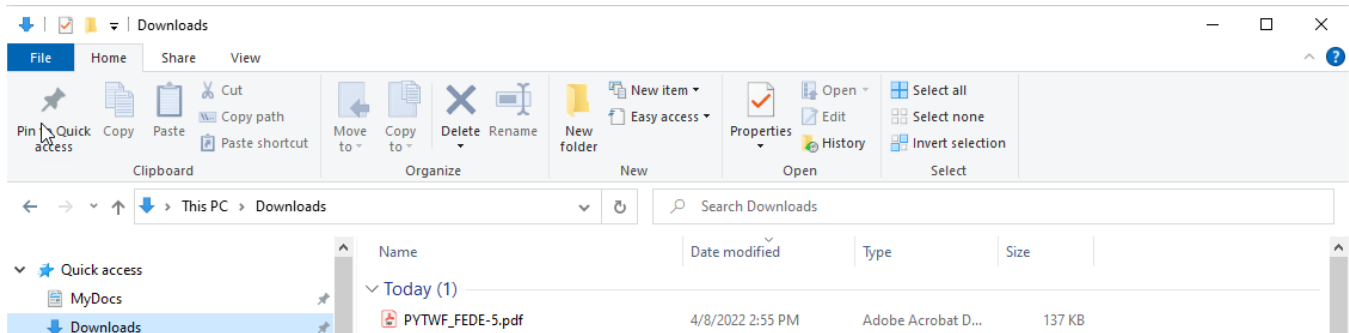 Downloads
File Home Share View
Pin to Quick access
Copy
Paste
Cut
Copy path
Paste shortcut
Clipboard
Move to
Copy to
Delete
Rename
Organize
New folder
New item
Easy access
New
Properties
Open
Edit
History
Open
Select all
Select none
Invert selection
Select
This PC > Downloads
Search Downloads
Name Date modified Type Size
Quick access
MyDocs
Downloads
Today (1)
PYTWF_FEDE-5.pdf 4/8/2022 2:55 PM Adobe Acrobat D... 137 KB